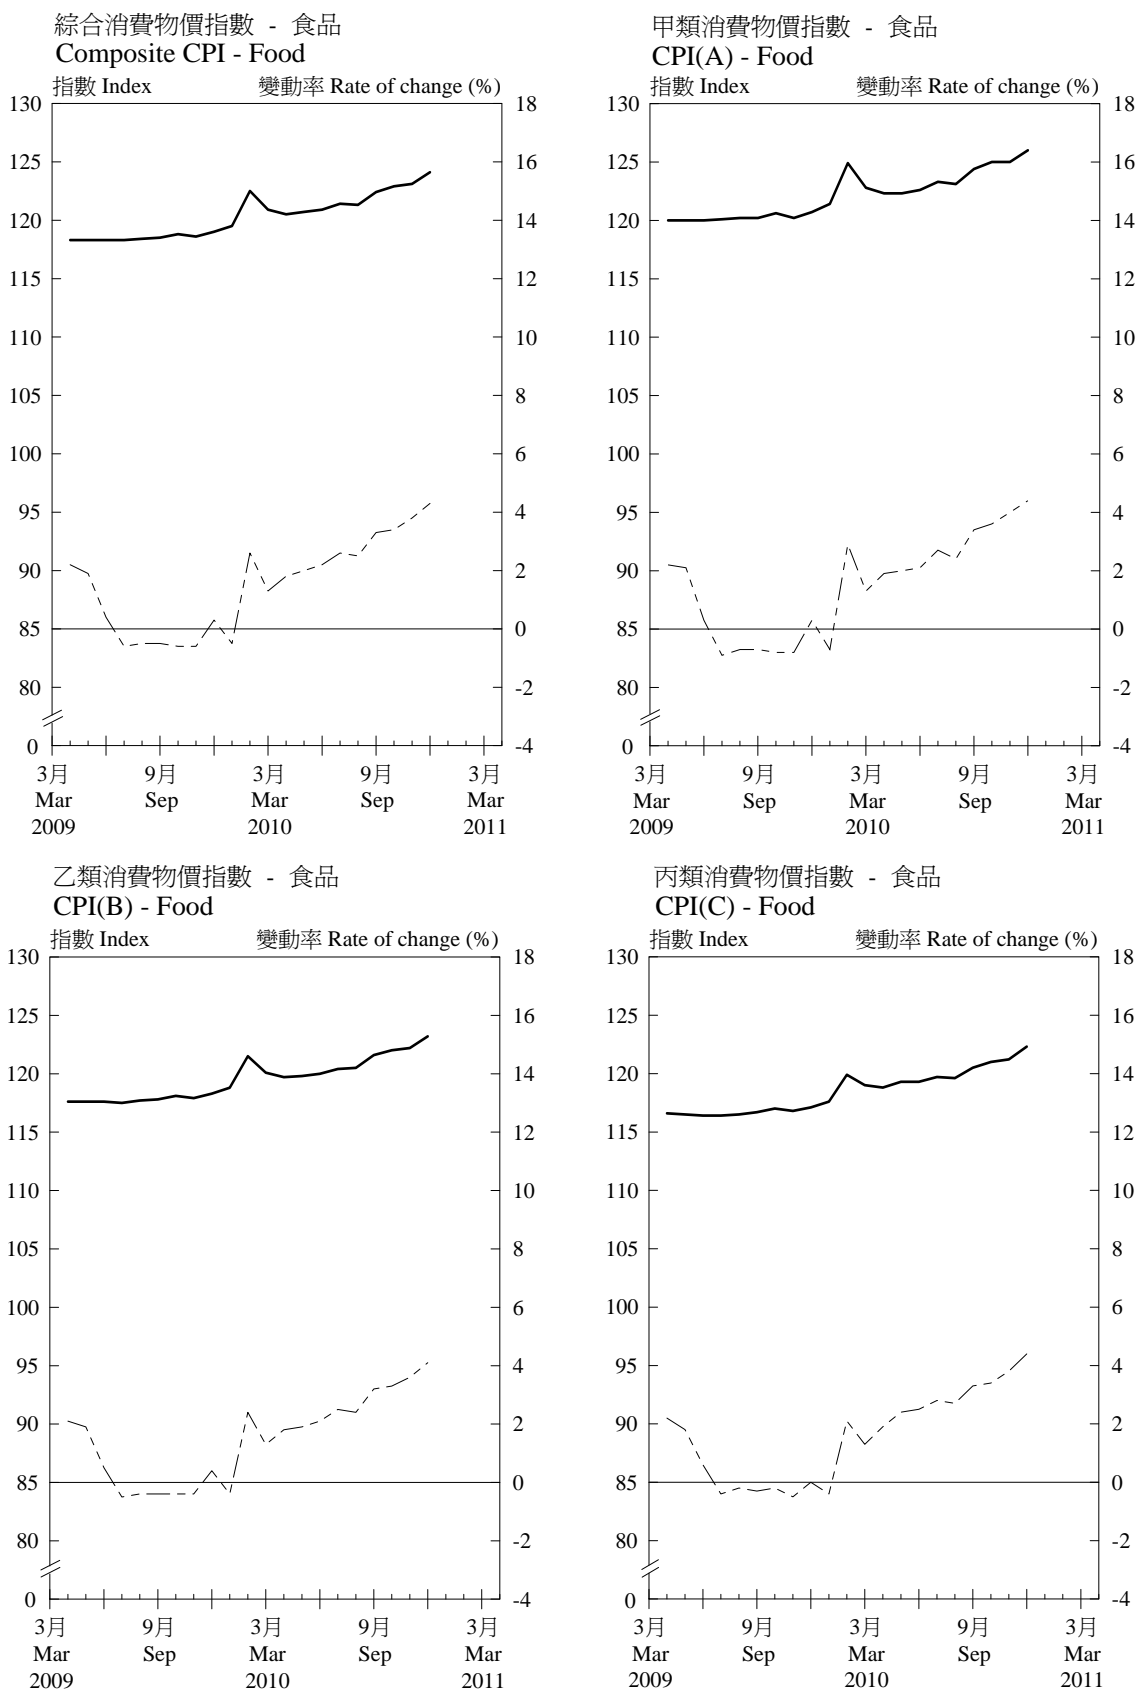 綜合消費物價指數 - 食品
Composite CPI - Food
指數 Index 變動率 Rate of change (%)
130 18
125 16
120 14
115 12
110 10
105 8
100 6
95 4
90 2
85 0
80 -2
0 -4
3月 9月 3月 9月 3月
Mar Sep Mar Sep Mar
2009 2010 2011
甲類消費物價指數 - 食品
CPI(A) - Food
指數 Index 變動率 Rate of change (%)
130 18
125 16
120 14
115 12
110 10
105 8
100 6
95 4
90 2
85 0
80 -2
0 -4
3月 9月 3月 9月 3月
Mar Sep Mar Sep Mar
2009 2010 2011
乙類消費物價指數 - 食品
CPI(B) - Food
指數 Index 變動率 Rate of change (%)
130 18
125 16
120 14
115 12
110 10
105 8
100 6
95 4
90 2
85 0
80 -2
0 -4
3月 9月 3月 9月 3月
Mar Sep Mar Sep Mar
2009 2010 2011
丙類消費物價指數 - 食品
CPI(C) - Food
指數 Index 變動率 Rate of change (%)
130 18
125 16
120 14
115 12
110 10
105 8
100 6
95 4
90 2
85 0
80 -2
0 -4
3月 9月 3月 9月 3月
Mar Sep Mar Sep Mar
2009 2010 2011